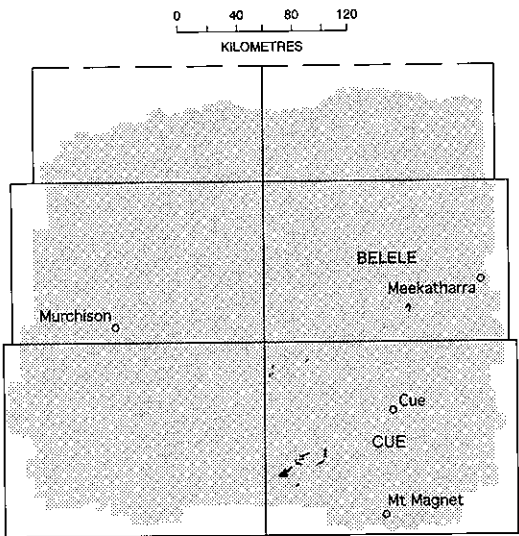 0 40 80 120
KILOMETRES
BELELE
Meekatharra
Murchison
Cue
CUE
Mt Magnet